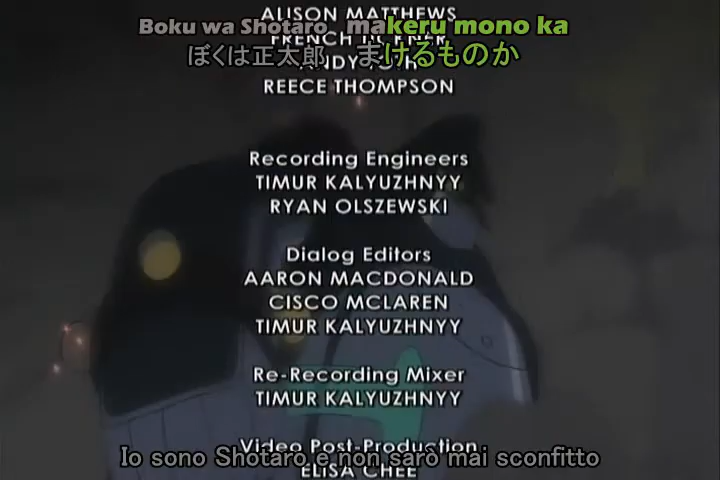 ALISON MATTHEWS
Boku wa Shotaro, makeru mono ka
FRENCH TICKNER
ぼくは正太郎 まけるものか
REECE THOMPSON
Recording Engineers
TIMUR KALYUZHNYY
RYAN OLSZEWSKI
Dialog Editors
AARON MACDONALD
CISCO MCLAREN
TIMUR KALYUZHNYY
Re-Recording Mixer
TIMUR KALYUZHNYY
Video Post-Production
Io sono Shotaro e non sarò mai sconfitto
ELISA CHEE